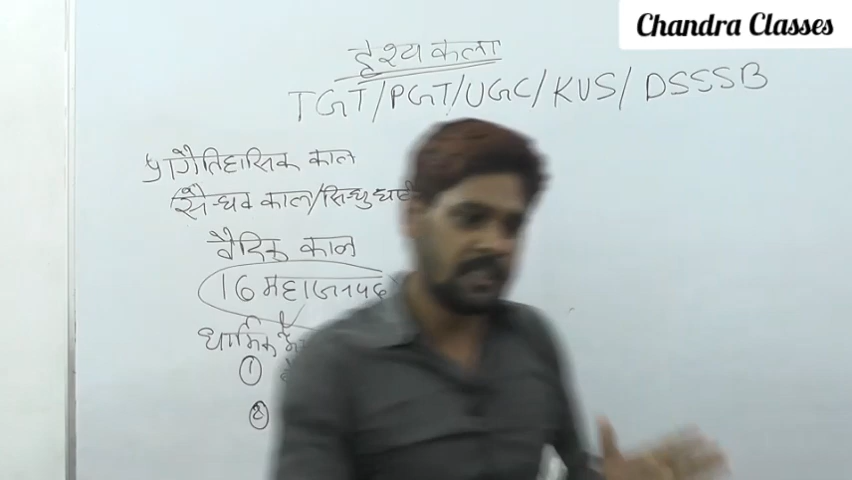 Chandra Classes
दृश्य कला
TGT/PGT/UGC/KVS/DSSSB
प्रागैतिहासिक काल
सैन्धव काल/सिन्धु घाटी
वैदिक काल
16 महाजनपद
धार्मिक
①
②